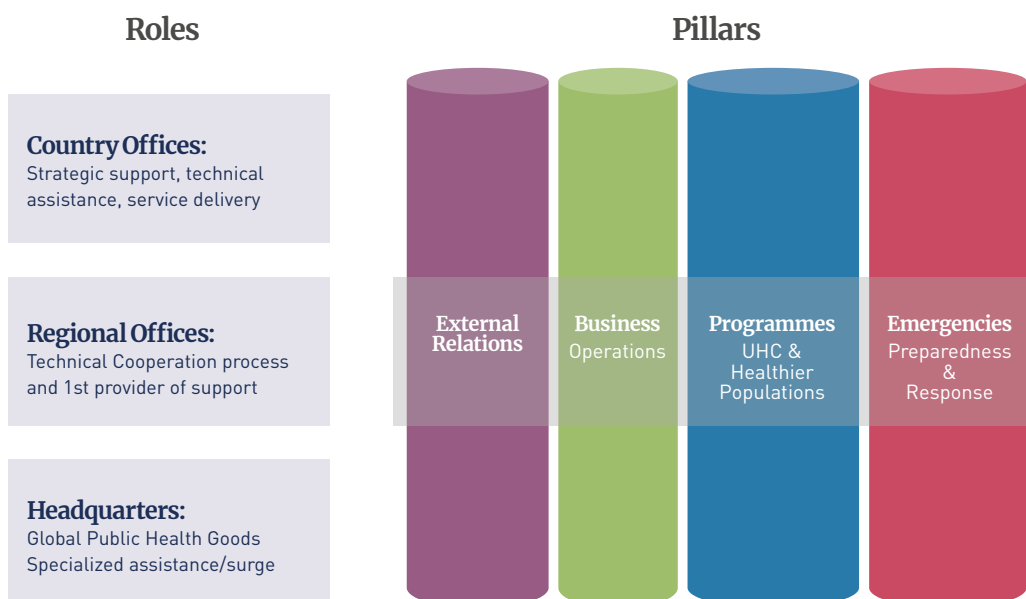 Roles
Pillars
Country Offices:
Strategic support, technical
assistance, service delivery
Regional Offices:
Technical Cooperation process
and 1st provider of support
Headquarters:
Global Public Health Goods
Specialized assistance/surge
External
Relations
Business
Operations
Programmes
UHC &
Healthier
Populations
Emergencies
Preparedness
&
Response